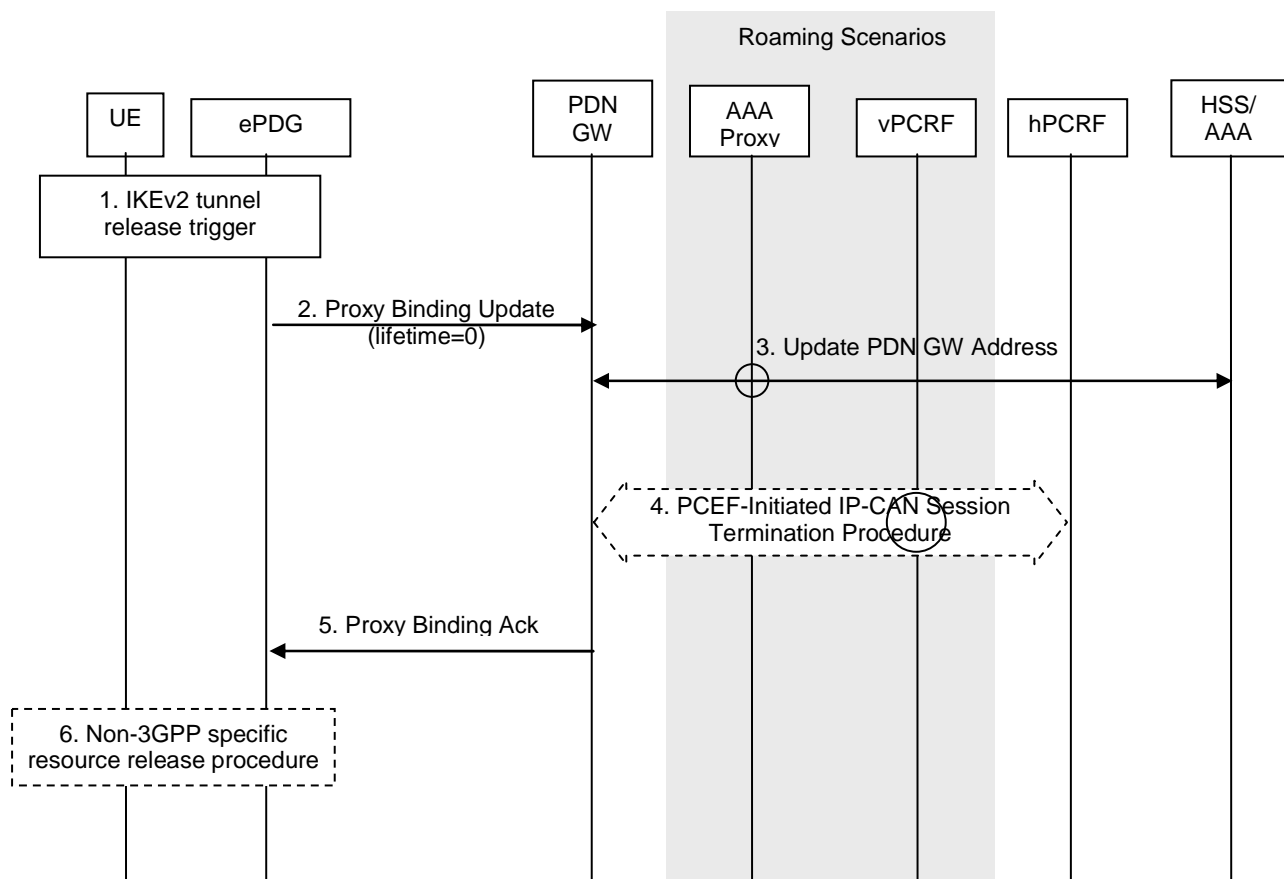 Roaming Scenarios
UE
ePDG
PDN
GW
AAA
Proxy
vPCRF
hPCRF
HSS/
AAA
1. IKEv2 tunnel
release trigger
2. Proxy Binding Update
(lifetime=0)
3. Update PDN GW Address
4. PCEF-Initiated IP-CAN Session
Termination Procedure
5. Proxy Binding Ack
6. Non-3GPP specific
resource release procedure